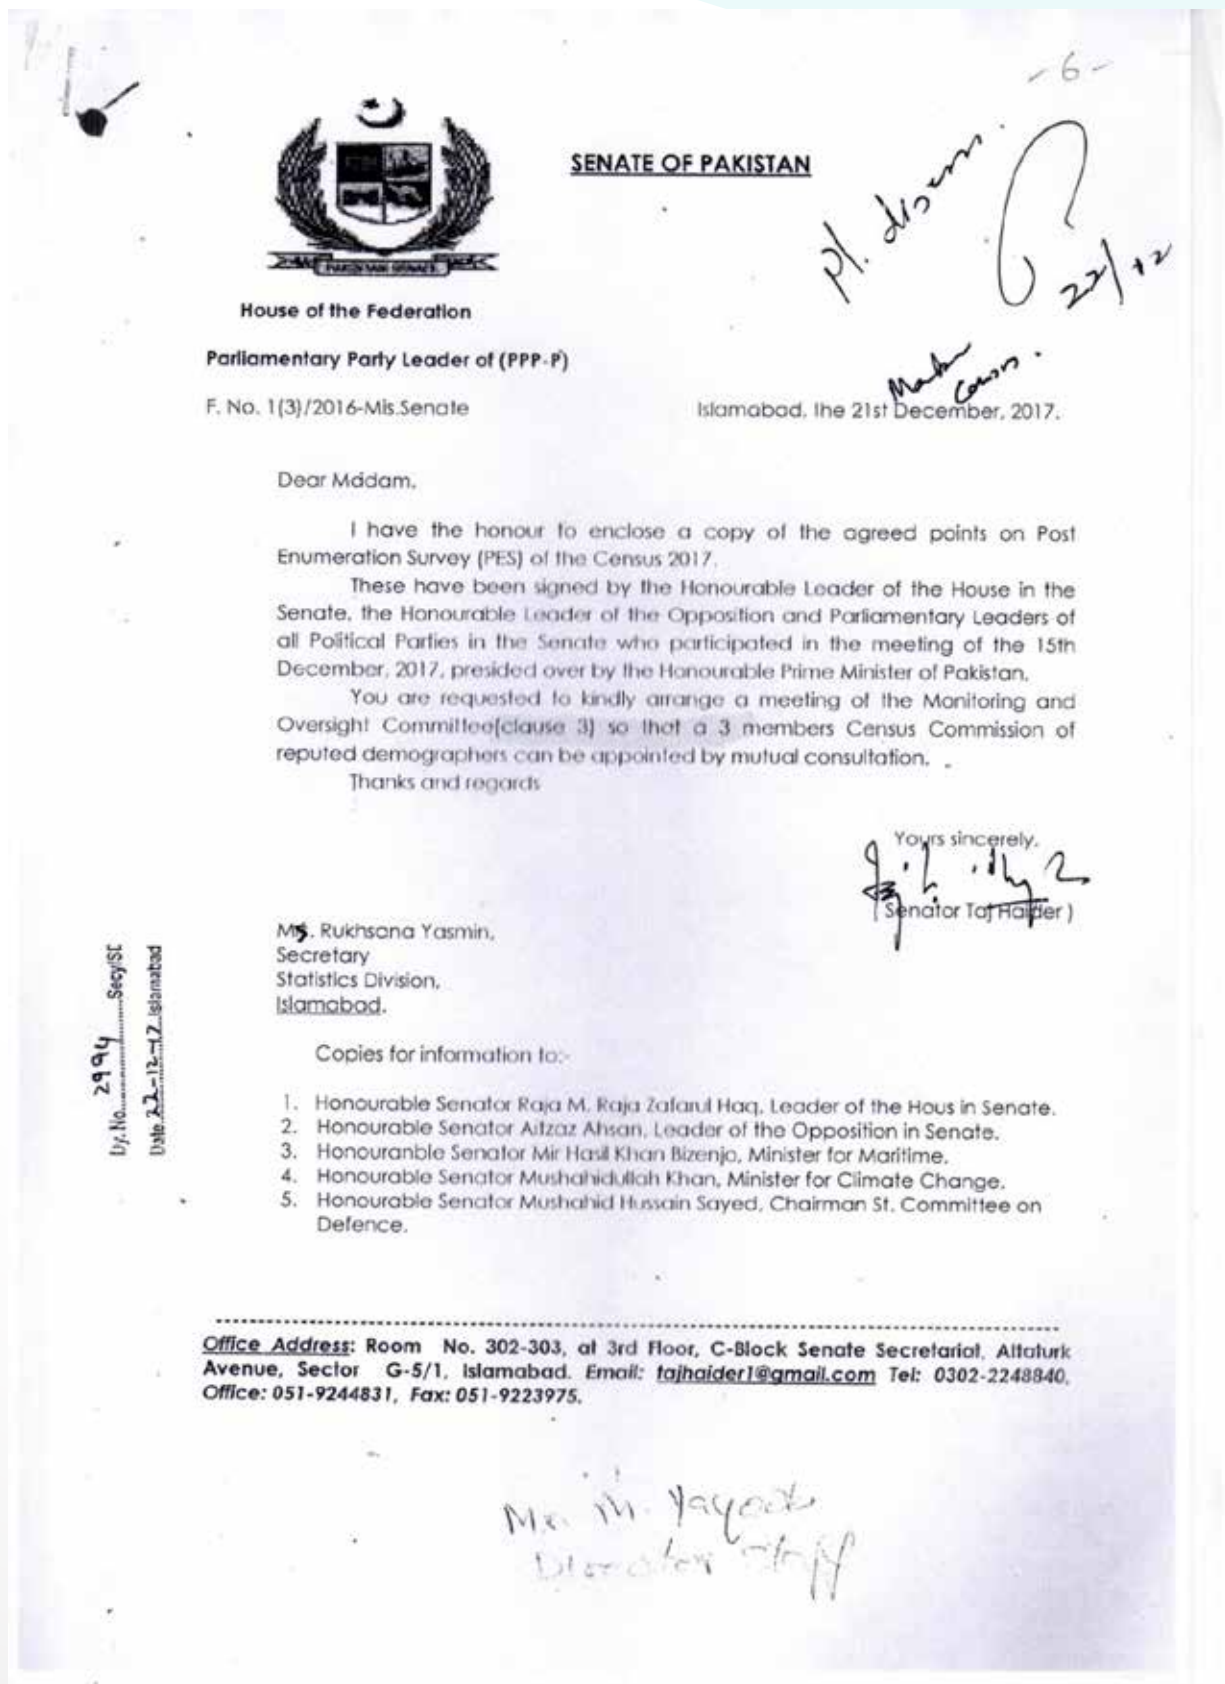 - 6 -
SENATE OF PAKISTAN
Pl. discuss.
22/12
House of the Federation
Parliamentary Party Leader of (PPP-P)
F. No. 1(3)/2016-Mis.Senate
Islamabad, the 21st December, 2017.
Dear Madam,
I have the honour to enclose a copy of the agreed points on Post
Enumeration Survey (PES) of the Census 2017.
These have been signed by the Honourable Leader of the House in the
Senate, the Honourable Leader of the Opposition and Parliamentary Leaders of
all Political Parties in the Senate who participated in the meeting of the 15th
December, 2017, presided over by the Honourable Prime Minister of Pakistan.
You are requested to kindly arrange a meeting of the Monitoring and
Oversight Committee(clause 3) so that a 3 members Census Commission of
reputed demographers can be appointed by mutual consultation.
Thanks and regards
Yours sincerely,
(Senator Taj Haider )
Ms. Rukhsana Yasmin,
Secretary
Statistics Division,
Islamabad.
Dy. No. 2994 Secy/SD
Date 22-12-17 Islamabad
Copies for information to:-
1. Honourable Senator Raja M. Raja Zafarul Haq, Leader of the Hous in Senate.
2. Honourable Senator Aitzaz Ahsan, Leader of the Opposition in Senate.
3. Honouranble Senator Mir Hasil Khan Bizenjo, Minister for Maritime.
4. Honourable Senator Mushahidullah Khan, Minister for Climate Change.
5. Honourable Senator Mushahid Hussain Sayed, Chairman St. Committee on
Defence.
Office Address: Room No. 302-303, at 3rd Floor, C-Block Senate Secretariat, Attaturk
Avenue, Sector G-5/1, Islamabad. Email: tajhaider1@gmail.com Tel: 0302-2248840,
Office: 051-9244831, Fax: 051-9223975.
Mr. M.
Director Staff